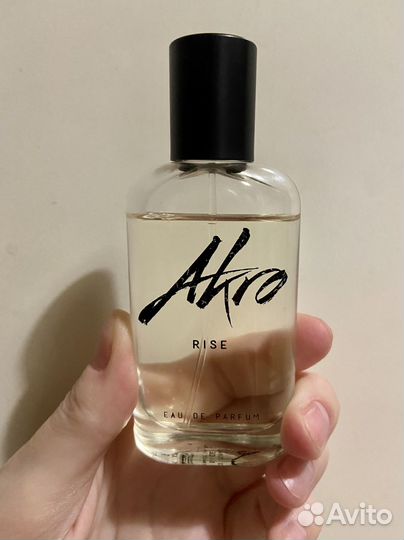 Akro
RISE
EAU DE PARFUM
Avito